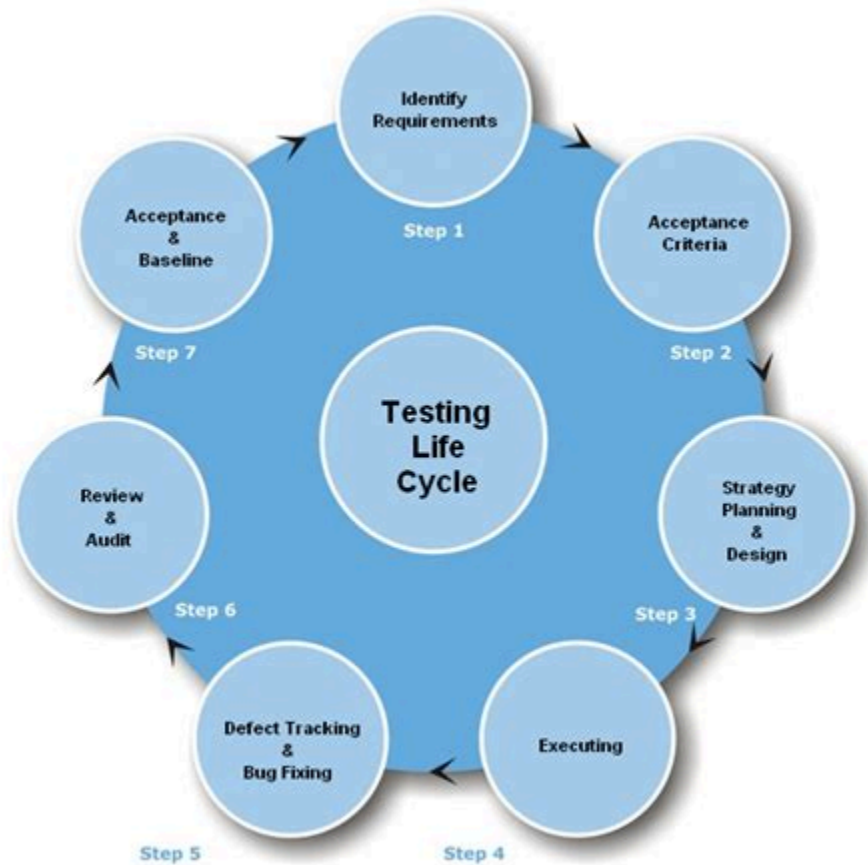 Identify
Requirements
Step 1
Acceptance
Criteria
Step 2
Strategy
Planning
&
Design
Step 3
Executing
Step 4
Defect Tracking
&
Bug Fixing
Step 5
Review
&
Audit
Step 6
Acceptance
&
Baseline
Step 7
Testing
Life
Cycle